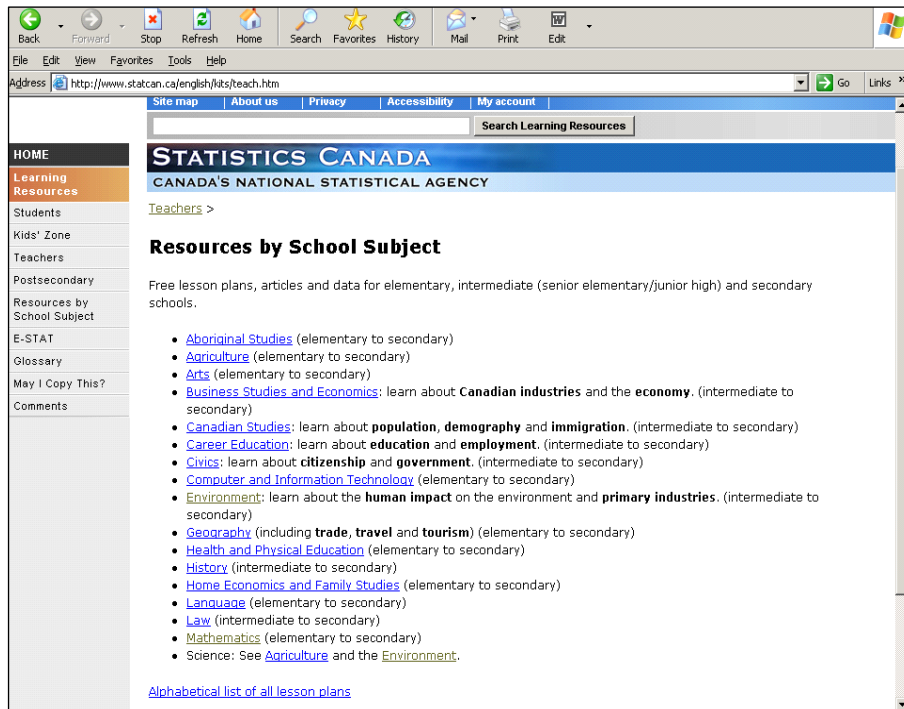 Back Forward Stop Refresh Home Search Favorites History Mail Print Edit
File Edit View Favorites Tools Help
Address http://www.statcan.ca/english/kits/teach.htm Go Links »
Site map About us Privacy Accessibility My account
Search Learning Resources
HOME
Learning
Resources
Students
Kids' Zone
Teachers
Postsecondary
Resources by
School Subject
E-STAT
Glossary
May I Copy This?
Comments
STATISTICS CANADA
CANADA'S NATIONAL STATISTICAL AGENCY
Teachers >
Resources by School Subject
Free lesson plans, articles and data for elementary, intermediate (senior elementary/junior high) and secondary
schools.
• Aboriginal Studies (elementary to secondary)
• Agriculture (elementary to secondary)
• Arts (elementary to secondary)
• Business Studies and Economics: learn about Canadian industries and the economy. (intermediate to
secondary)
• Canadian Studies: learn about population, demography and immigration. (intermediate to secondary)
• Career Education: learn about education and employment. (intermediate to secondary)
• Civics: learn about citizenship and government. (intermediate to secondary)
• Computer and Information Technology (elementary to secondary)
• Environment: learn about the human impact on the environment and primary industries. (intermediate to
secondary)
• Geography (including trade, travel and tourism) (elementary to secondary)
• Health and Physical Education (elementary to secondary)
• History (intermediate to secondary)
• Home Economics and Family Studies (elementary to secondary)
• Language (elementary to secondary)
• Law (intermediate to secondary)
• Mathematics (elementary to secondary)
• Science: See Agriculture and the Environment.
Alphabetical list of all lesson plans